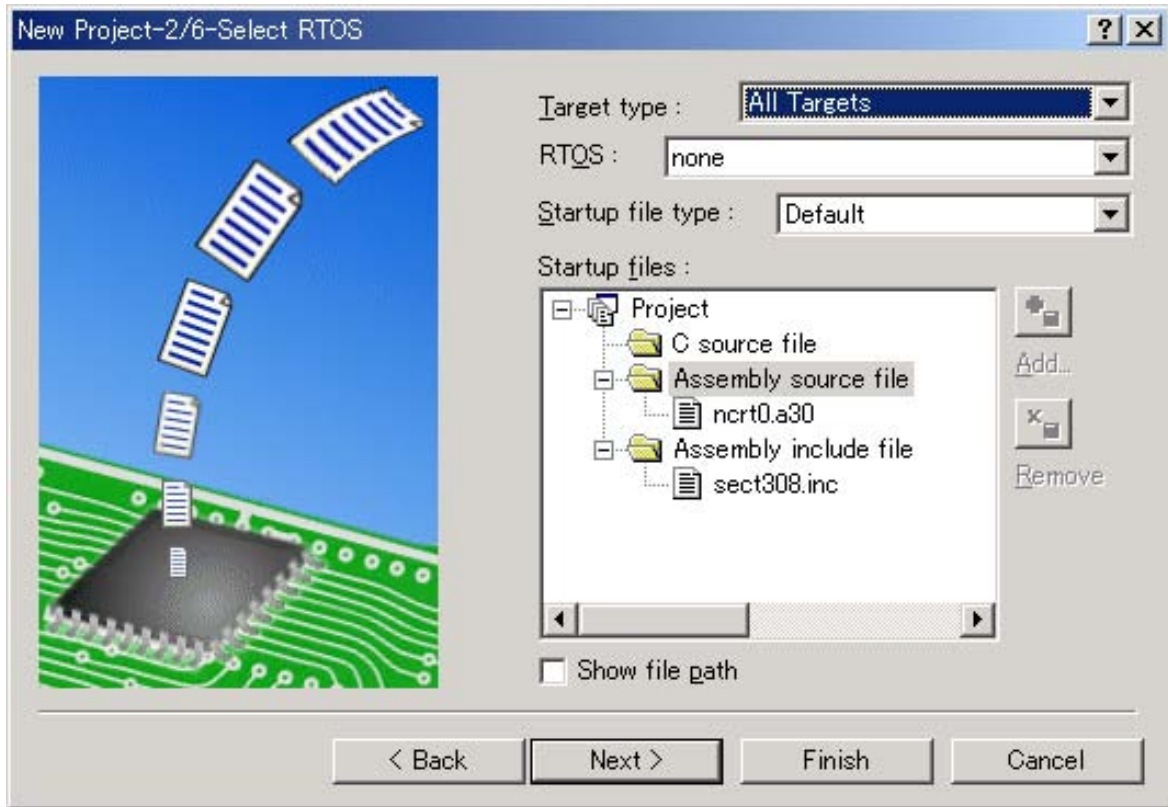 New Project-2/6-Select RTOS
Target type : All Targets
RTOS : none
Startup file type : Default
Startup files :
Project
C source file
Assembly source file
ncrt0.a30
Assembly include file
sect308.inc
Add...
Remove
Show file path
< Back Next > Finish Cancel